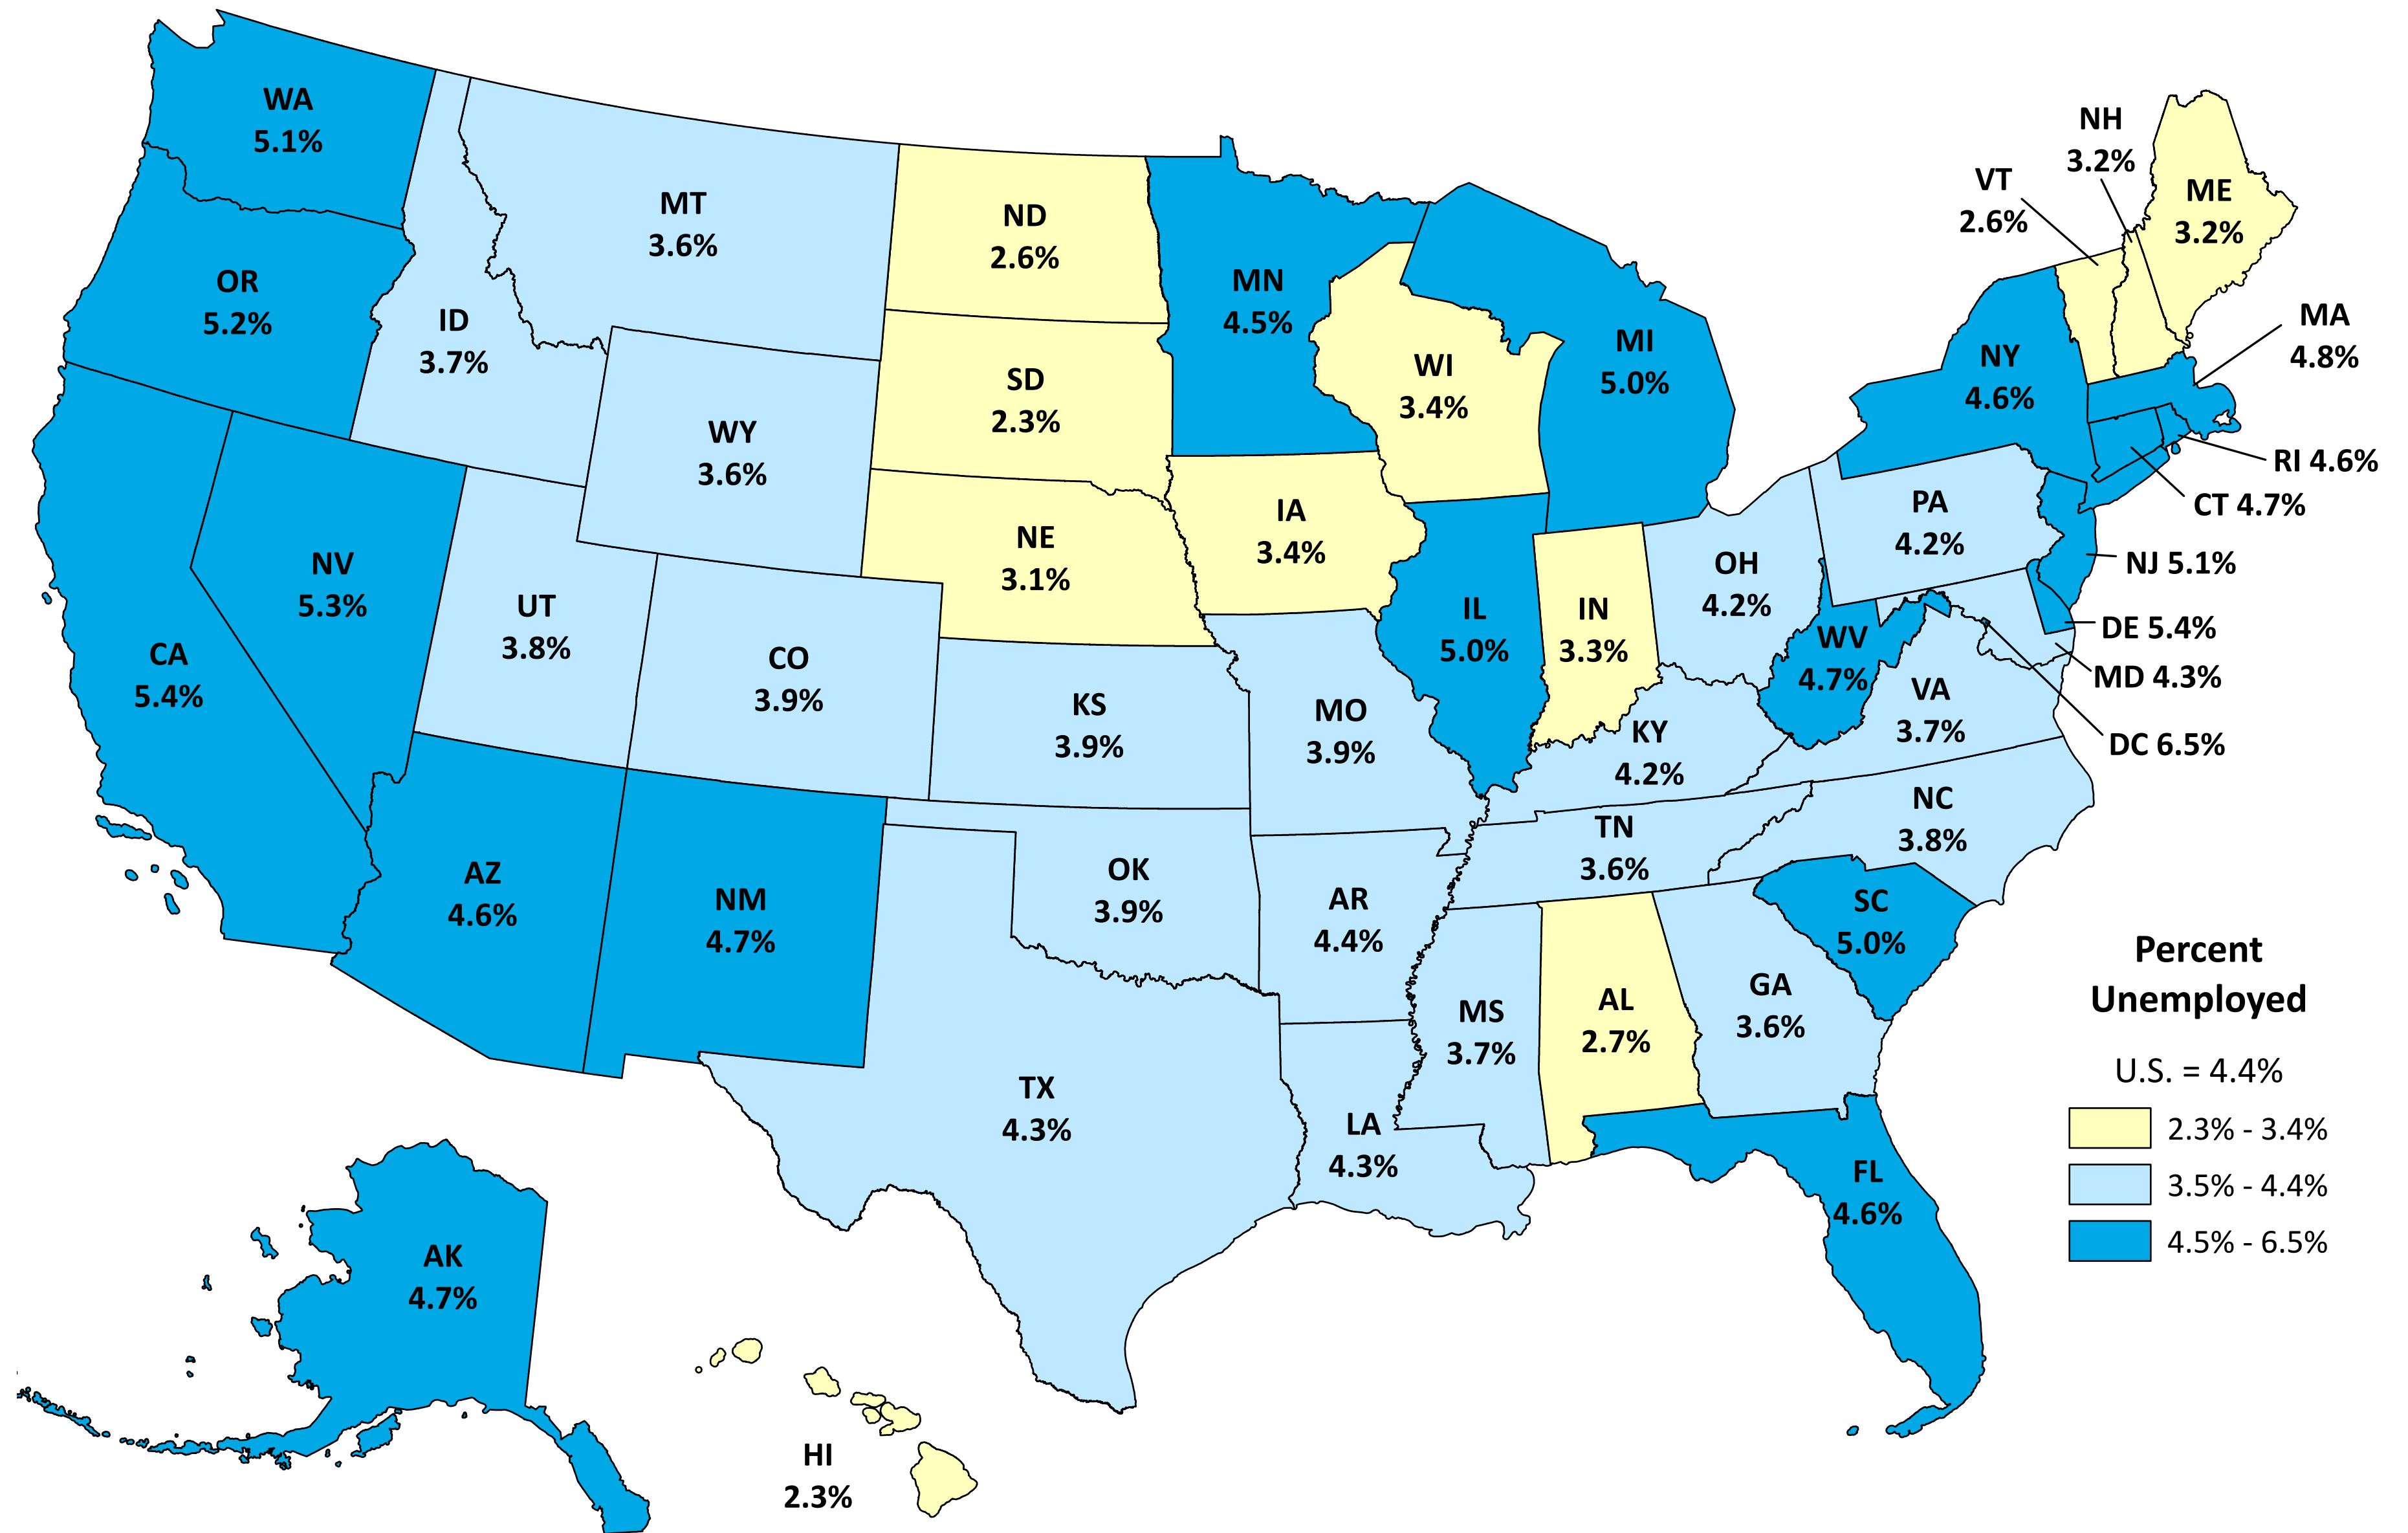 WA
5.1%
OR
5.2%
CA
5.4%
NV
5.3%
ID
3.7%
MT
3.6%
WY
3.6%
UT
3.8%
CO
3.9%
AZ
4.6%
NM
4.7%
ND
2.6%
SD
2.3%
NE
3.1%
KS
3.9%
OK
3.9%
TX
4.3%
MN
4.5%
IA
3.4%
MO
3.9%
AR
4.4%
LA
4.3%
WI
3.4%
IL
5.0%
MI
5.0%
IN
3.3%
OH
4.2%
KY
4.2%
TN
3.6%
MS
3.7%
AL
2.7%
GA
3.6%
FL
4.6%
SC
5.0%
NC
3.8%
VA
3.7%
WV
4.7%
PA
4.2%
NY
4.6%
VT
2.6%
NH
3.2%
ME
3.2%
MA
4.8%
RI 4.6%
CT 4.7%
NJ 5.1%
DE 5.4%
MD 4.3%
DC 6.5%
AK
4.7%
HI
2.3%
Percent
Unemployed
U.S. = 4.4%
2.3% - 3.4%
3.5% - 4.4%
4.5% - 6.5%